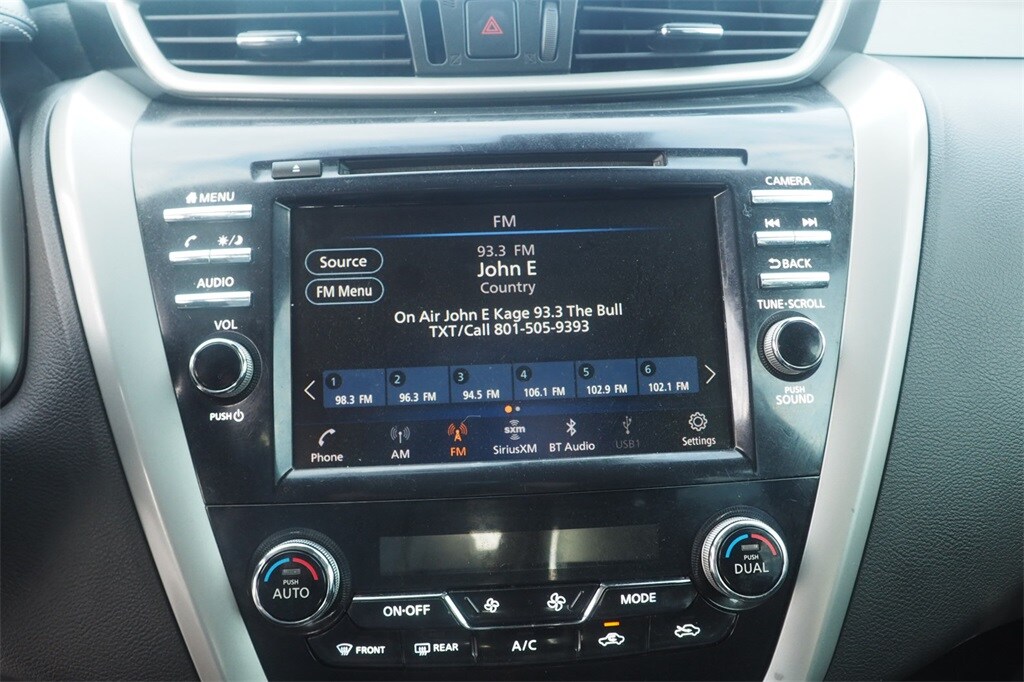 MENU
CAMERA
FM
BACK
AUDIO
TUNE·SCROLL
VOL
PUSH
PUSH
SOUND
Source
FM Menu
93.3 FM
John E
Country
On Air John E Kage 93.3 The Bull
TXT/Call 801-505-9393
1 2 3 4 5 6
98.3 FM 96.3 FM 94.5 FM 106.1 FM 102.9 FM 102.1 FM
Phone AM FM SiriusXM BT Audio USB1 Settings
sxm
PUSH
AUTO
PUSH
DUAL
ON·OFF
MODE
FRONT
REAR
A/C